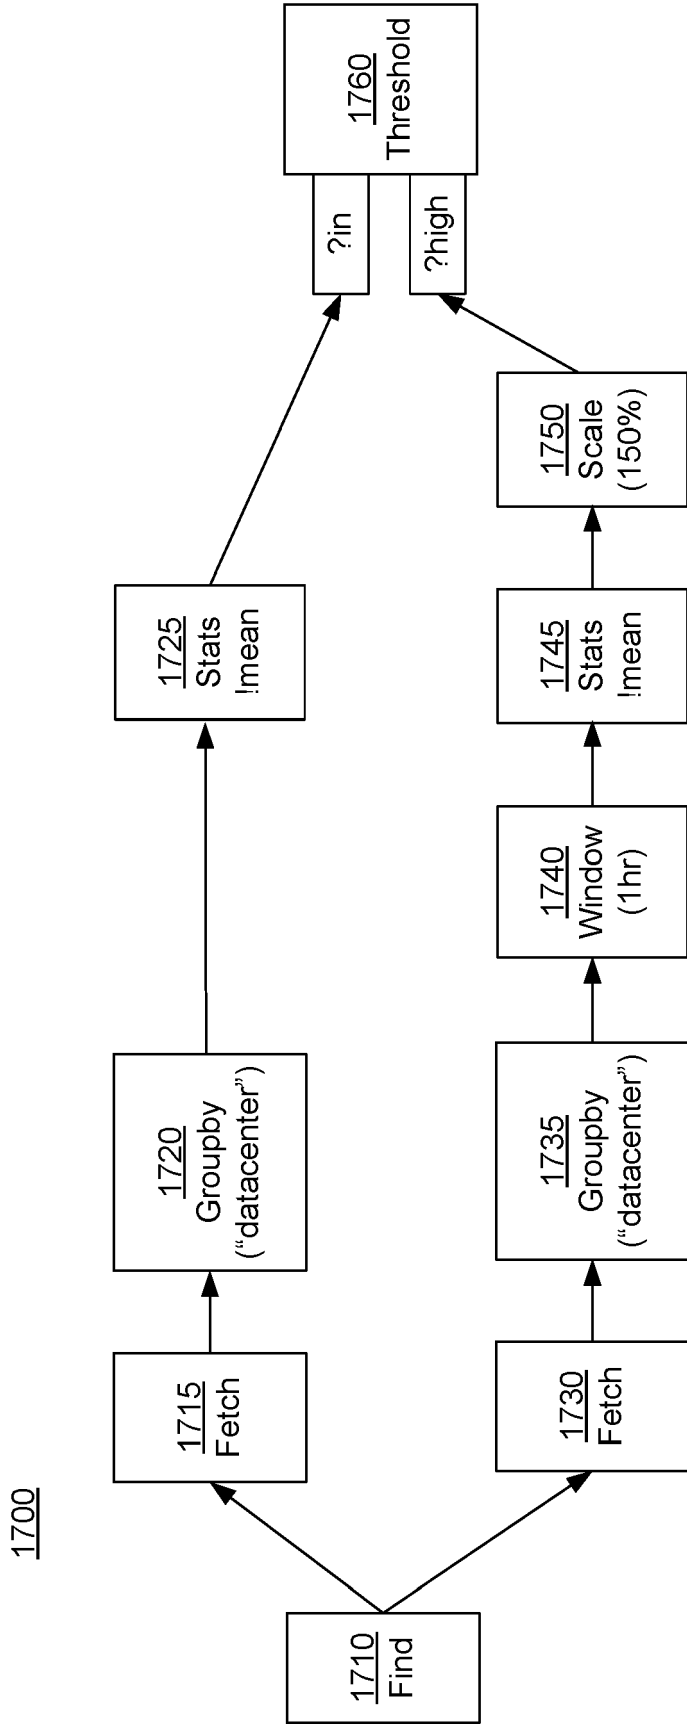 1700
1710
Find
1715
Fetch
1720
Groupby
(“datacenter”)
1725
Stats
!mean
1730
Fetch
1735
Groupby
(“datacenter”)
1740
Window
(1hr)
1745
Stats
!mean
1750
Scale
(150%)
?in
?high
1760
Threshold